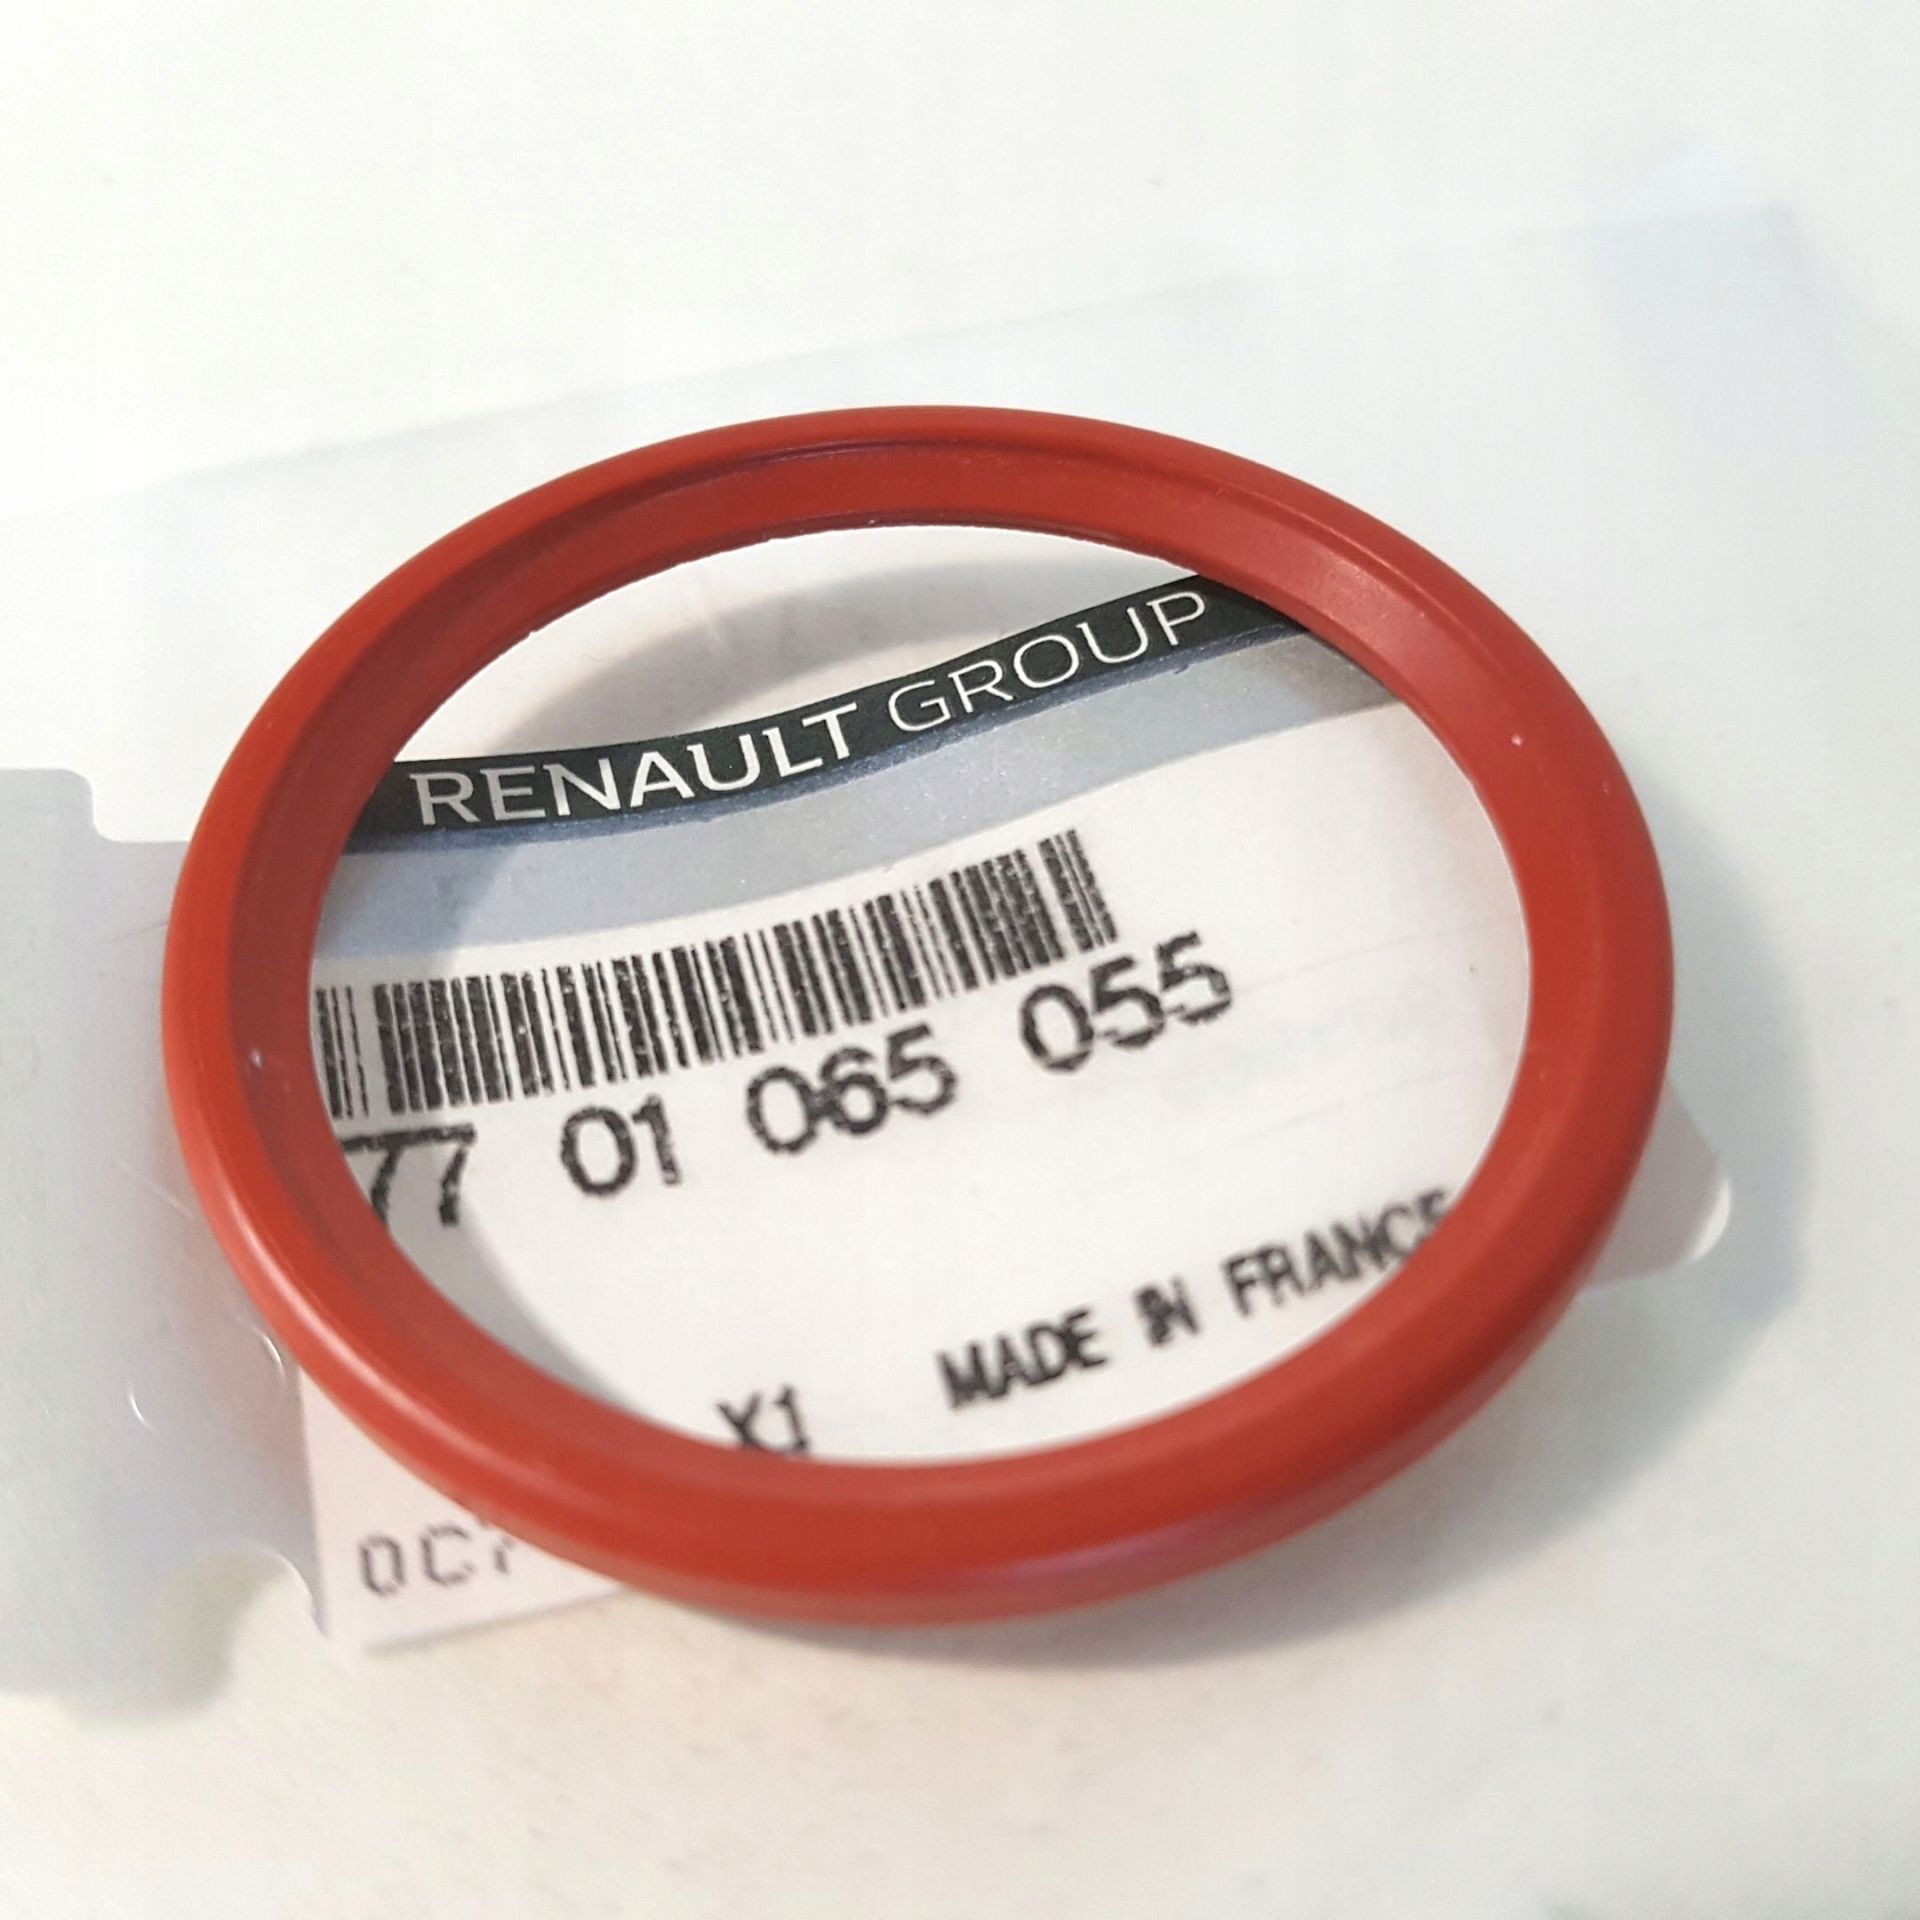 RENAULT GROUP
77 01 065 055
X1 MADE IN FRANCE